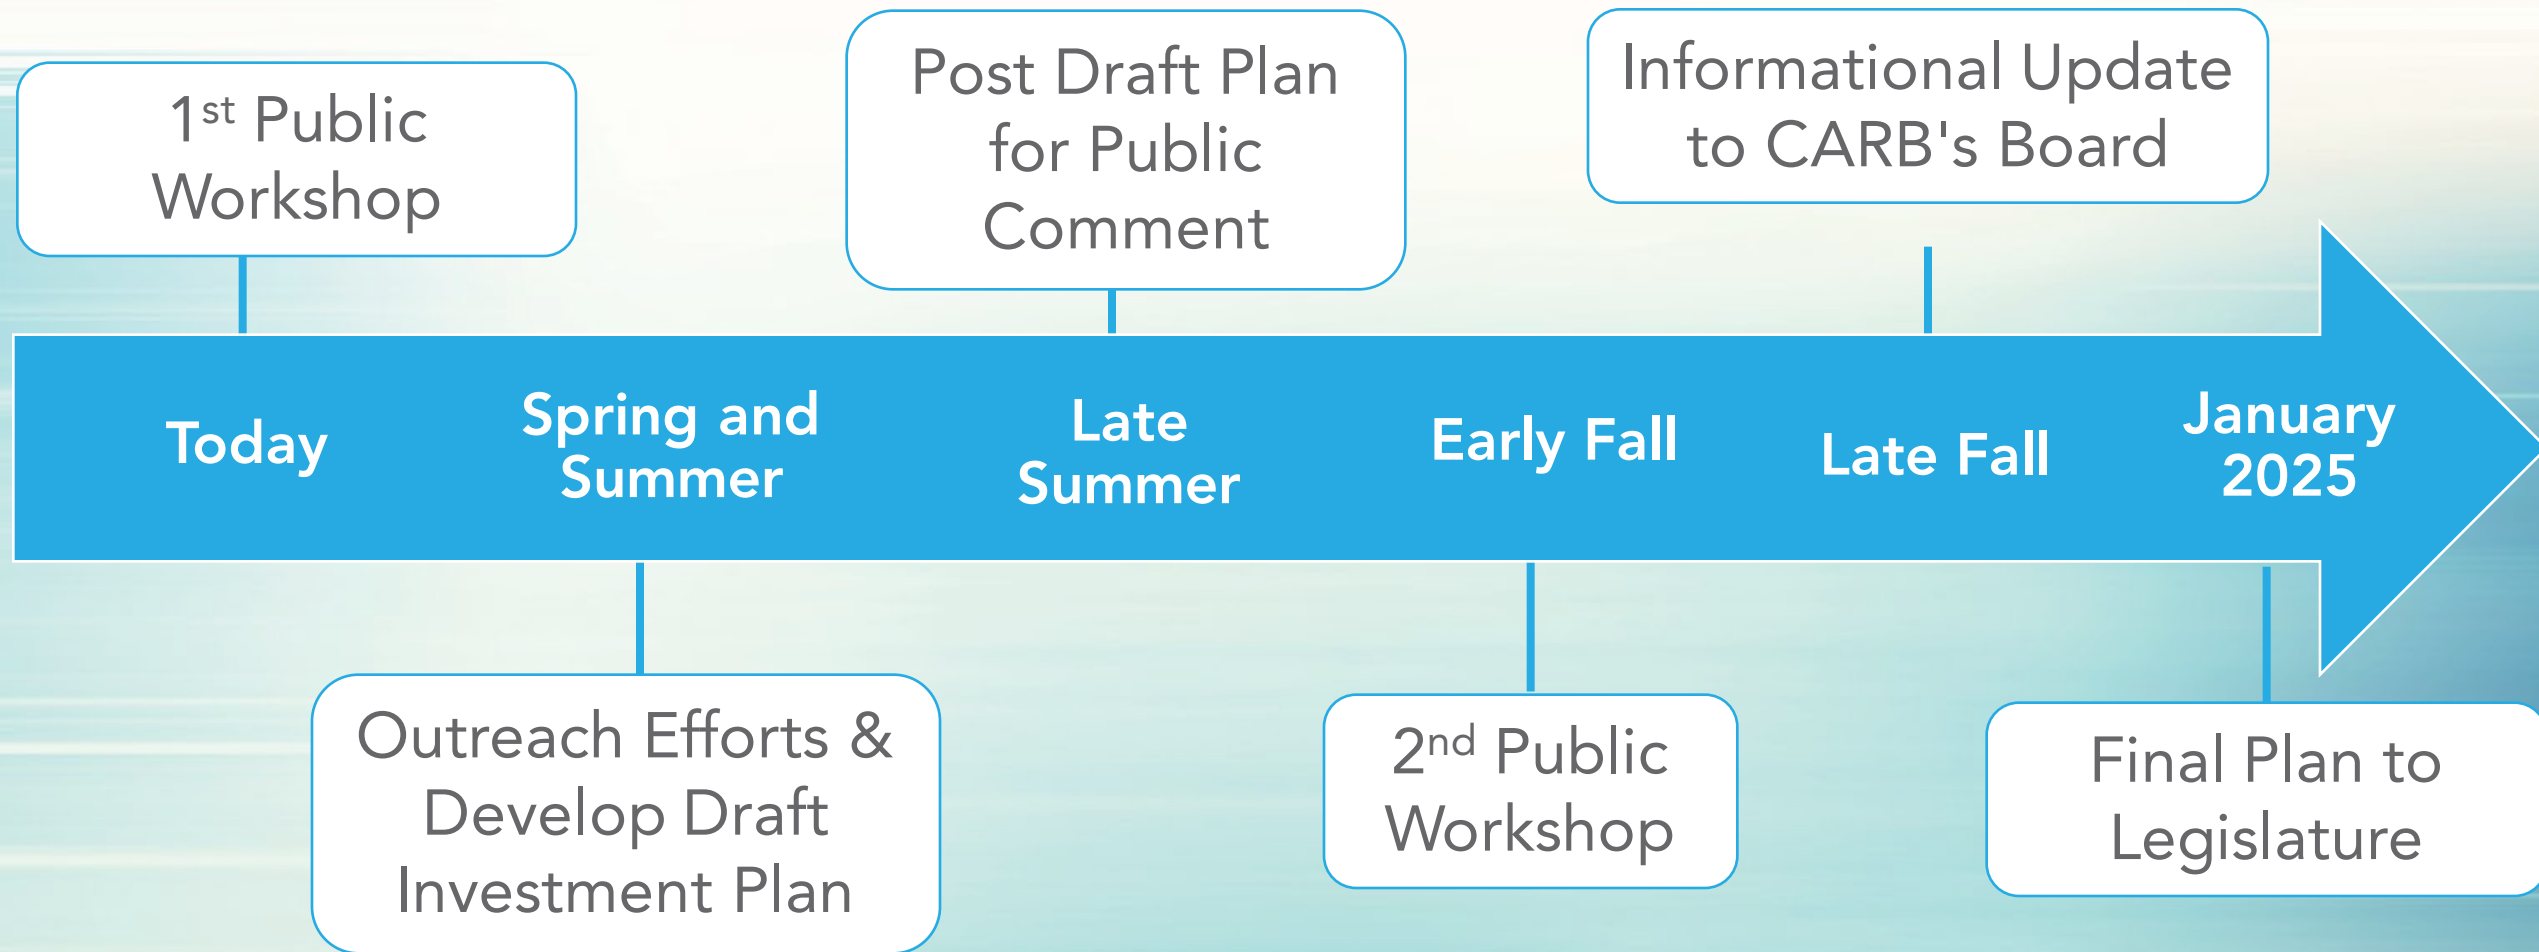 1st Public
Workshop
Post Draft Plan
for Public
Comment
Informational Update
to CARB's Board
Today
Spring and
Summer
Late
Summer
Early Fall
Late Fall
January
2025
Outreach Efforts &
Develop Draft
Investment Plan
2nd Public
Workshop
Final Plan to
Legislature